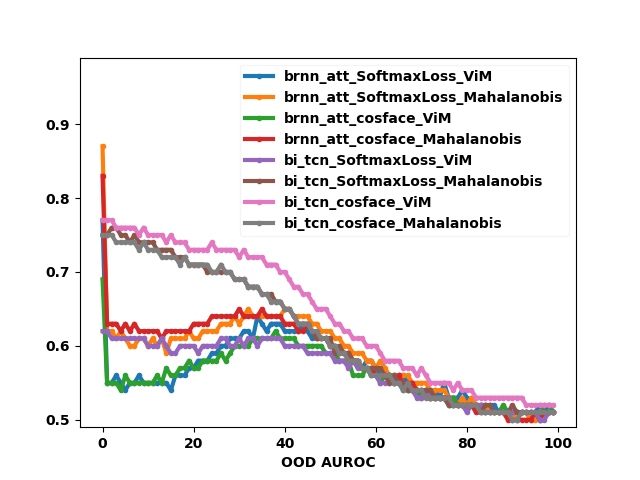 brnn_att_SoftmaxLoss_ViM
brnn_att_SoftmaxLoss_Mahalanobis
brnn_att_cosface_ViM
brnn_att_cosface_Mahalanobis
bi_tcn_SoftmaxLoss_ViM
bi_tcn_SoftmaxLoss_Mahalanobis
bi_tcn_cosface_ViM
bi_tcn_cosface_Mahalanobis
0.9
0.8
0.7
0.6
0.5
0 20 40 60 80 100
OOD AUROC